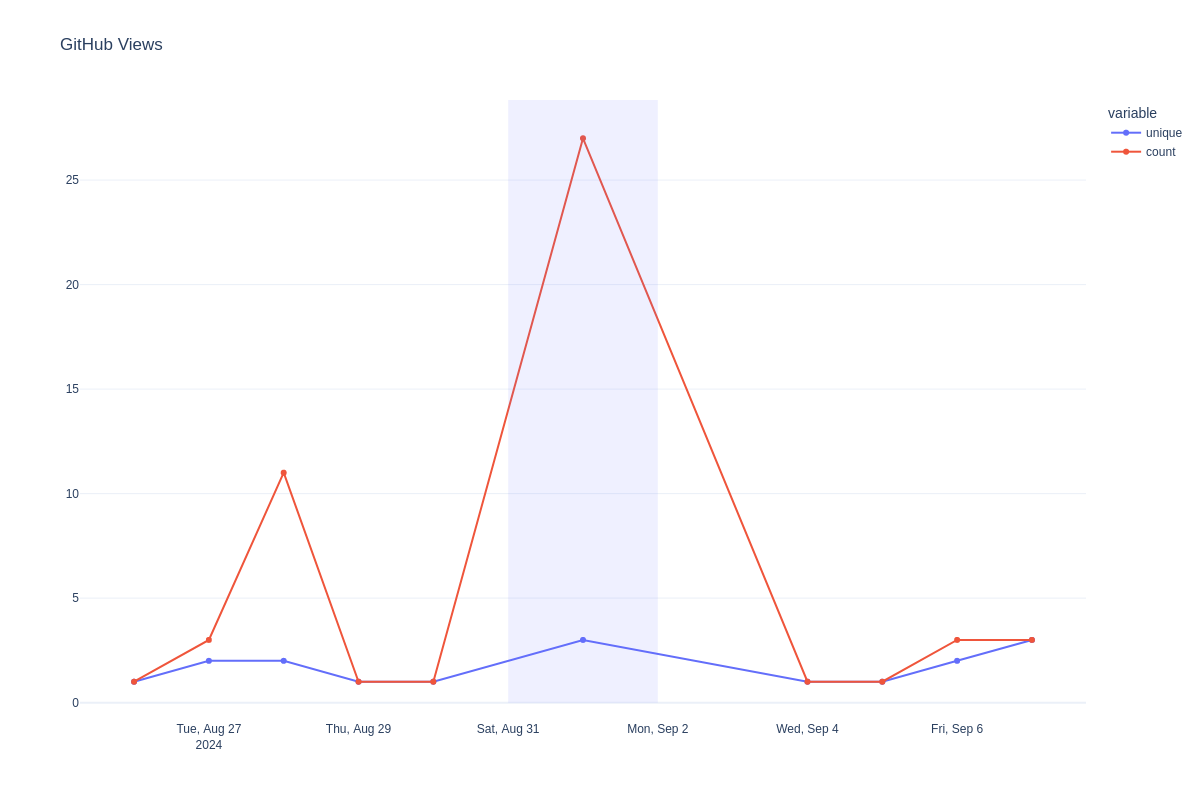 GitHub Views
variable
unique
count
25
20
15
10
5
0
Tue, Aug 27
2024
Thu, Aug 29
Sat, Aug 31
Mon, Sep 2
Wed, Sep 4
Fri, Sep 6